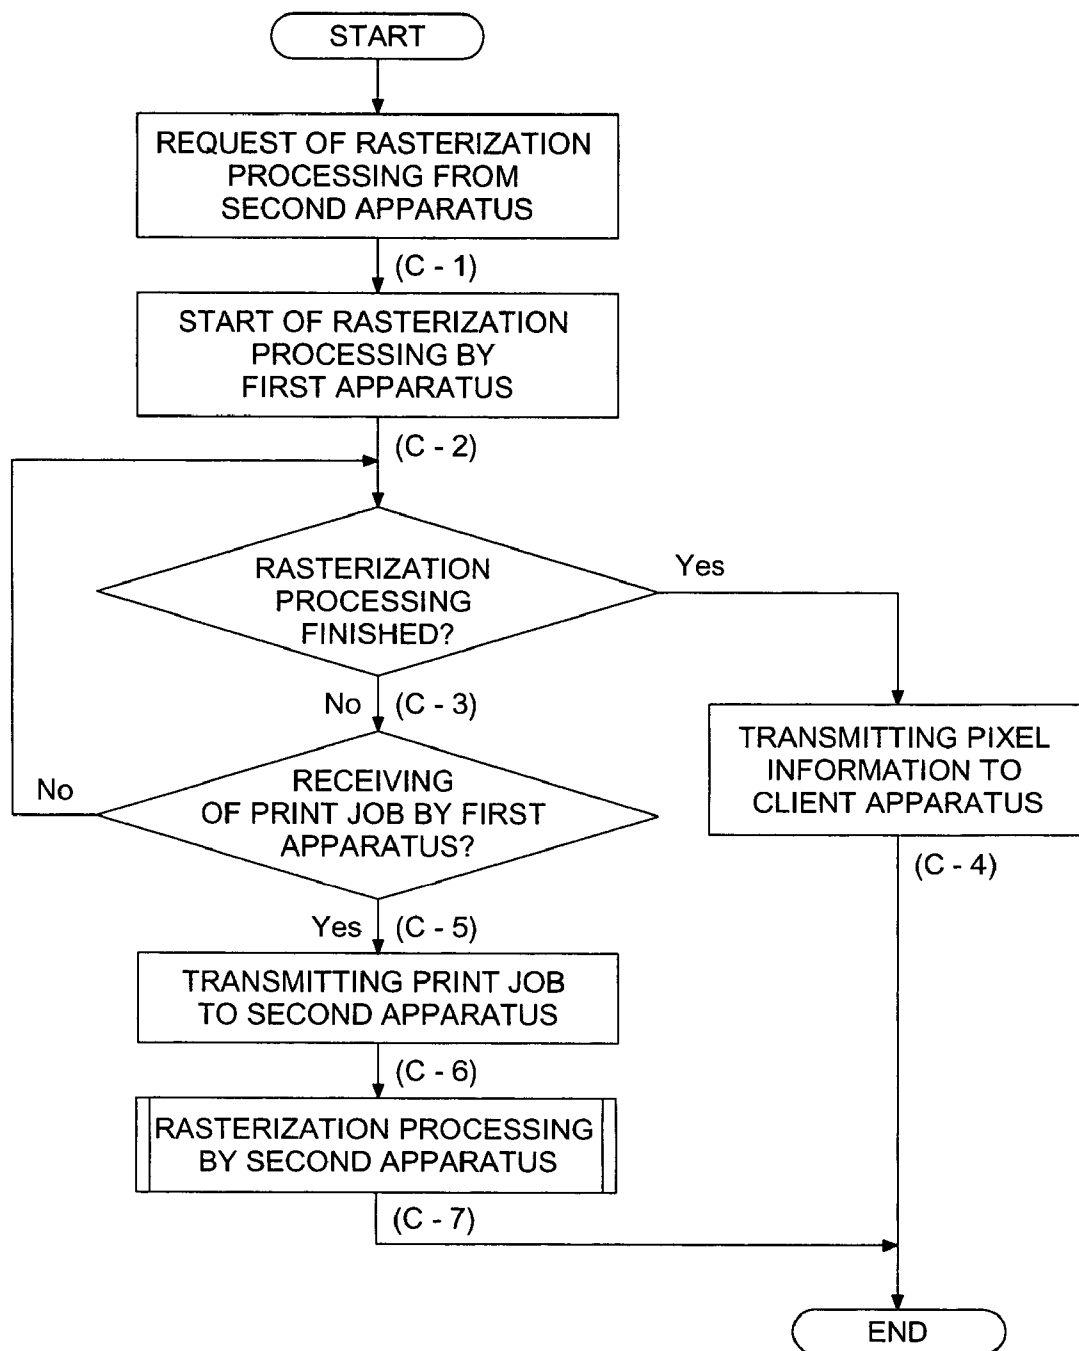 START
REQUEST OF RASTERIZATION
PROCESSING FROM
SECOND APPARATUS
(C - 1)
START OF RASTERIZATION
PROCESSING BY
FIRST APPARATUS
(C - 2)
RASTERIZATION
PROCESSING
FINISHED?
Yes
No
(C - 3)
TRANSMITTING PIXEL
INFORMATION TO
CLIENT APPARATUS
(C - 4)
RECEIVING
OF PRINT JOB BY FIRST
APPARATUS?
No
Yes
(C - 5)
TRANSMITTING PRINT JOB
TO SECOND APPARATUS
(C - 6)
RASTERIZATION PROCESSING
BY SECOND APPARATUS
(C - 7)
END